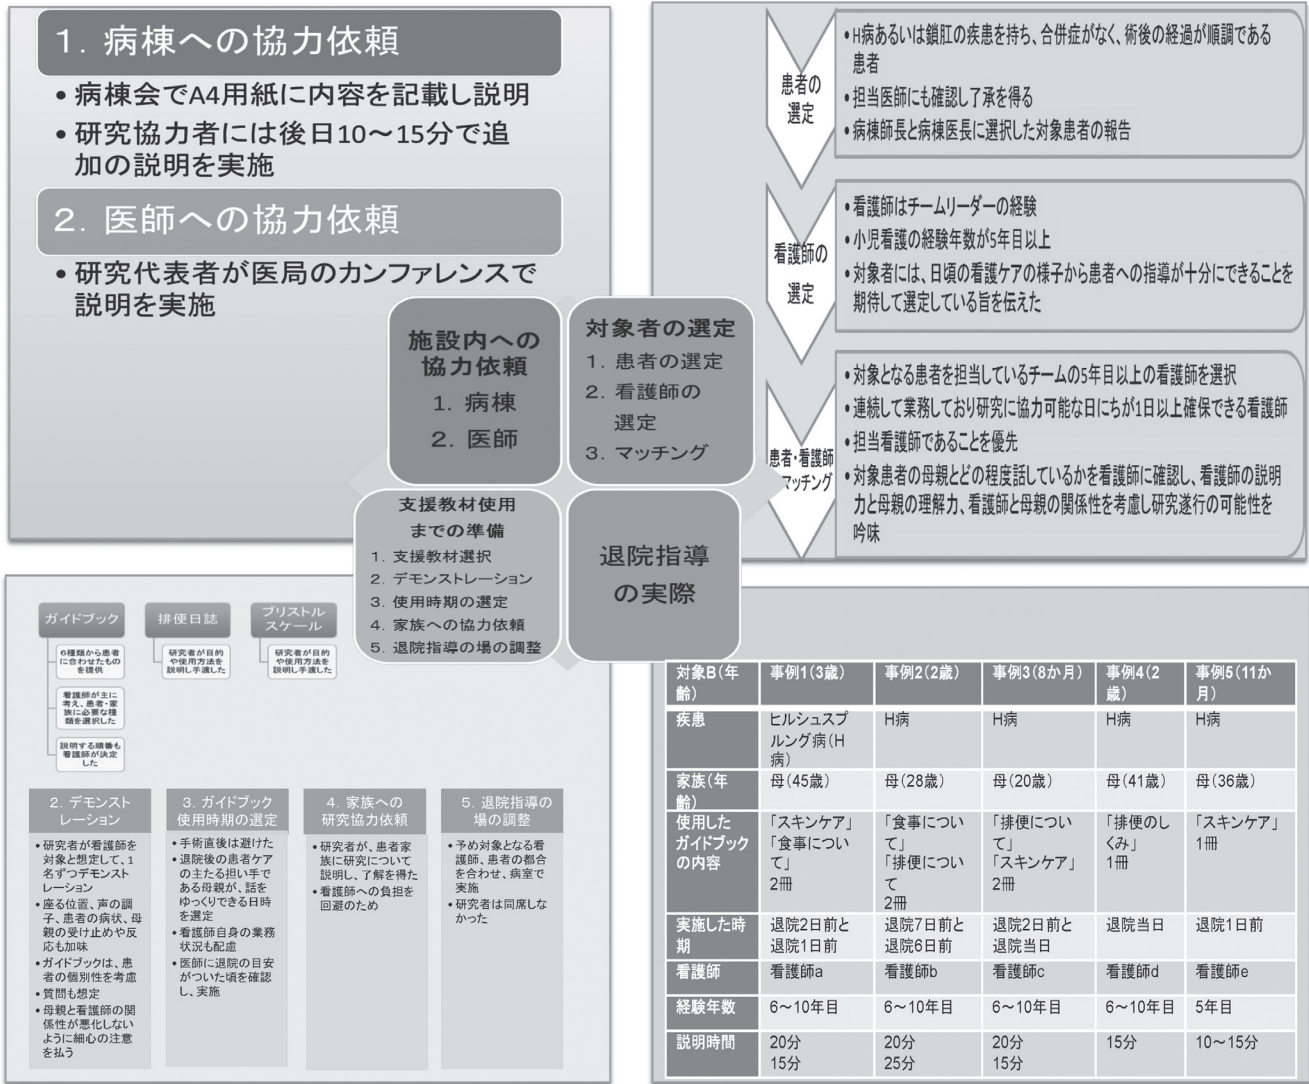 1. 病棟への協力依頼
• 病棟会でA4用紙に内容を記載し説明
• 研究協力者には後日10～15分で追
加の説明を実施
2. 医師への協力依頼
• 研究代表者が医局のカンファレンスで
説明を実施
患者の
選定
• H病あるいは鎖肛の疾患を持ち、合併症がなく、術後の経過が順調である
患者
• 担当医師にも確認し了承を得る
• 病棟師長と病棟医長に選択した対象患者の報告
看護師の
選定
• 看護師はチームリーダーの経験
• 小児看護の経験年数が5年目以上
• 対象者には、日頃の看護ケアの様子から患者への指導が十分にできることを
期待して選定している旨を伝えた
患者・看護師
マッチング
• 対象となる患者を担当しているチームの5年目以上の看護師を選択
• 連続して業務しており研究に協力可能な日にちが1日以上確保できる看護師
• 担当看護師であることを優先
• 対象患者の母親とどの程度話しているかを看護師に確認し、看護師の説明
力と母親の理解力、看護師と母親の関係性を考慮し研究遂行の可能性を
吟味
施設内への
協力依頼
1. 病棟
2. 医師
対象者の選定
1. 患者の選定
2. 看護師の
選定
3. マッチング
支援教材使用
までの準備
1. 支援教材選択
2. デモンストレーション
3. 使用時期の選定
4. 家族への協力依頼
5. 退院指導の場の調整
退院指導
の実際
ガイドブック
6種類から患者
に合わせたもの
を提供
看護師が主に
考え、患者・家
族に必要な種
類を選択した
説明する順番も
看護師が決定
した
排便日誌
研究者が目的
や使用方法を
説明し手渡した
ブリストル
スケール
研究者が目的
や使用方法を
説明し手渡した
2. デモンスト
レーション
• 研究者が看護師を
対象と想定して、1
名ずつデモンスト
レーション
• 座る位置、声の調
子、患者の病状、母
親の受け止めや反
応も加味
• ガイドブックは、患
者の個別性を考慮
• 質問も想定
• 母親と看護師の関
係性が悪化しない
ように細心の注意
を払う
3. ガイドブック
使用時期の選定
• 手術直後は避けた
• 退院後の患者ケア
の主たる担い手で
ある母親が、話を
ゆっくりできる日時
を選定
• 看護師自身の業務
状況も配慮
• 医師に退院の目安
がついた頃を確認
し、実施
4. 家族への
研究協力依頼
• 研究者が、患者家
族に研究について
説明し、了解を得た
• 看護師への負担を
回避のため
5. 退院指導の
場の調整
• 予め対象となる看
護師、患者の都合
を合わせ、病室で
実施
• 研究者は同席しな
かった
対象B(年 事例1(3歳) 事例2(2歳) 事例3(8か月) 事例4(2 事例5(11か
齢) 歳) 月)
疾患 ヒルシュスプ H病 H病 H病 H病
ルング病(H
病)
家族(年 母(45歳) 母(28歳) 母(20歳) 母(41歳) 母(36歳)
齢)
使用した 「スキンケア」 「食事につい 「排便につい 「排便のし 「スキンケア」
ガイドブック 「食事につい て」 て」 くみ」 1冊
の内容 て」 「排便につい 「スキンケア」 1冊
2冊 て 2冊
2冊
実施した時 退院2日前と 退院7日前と 退院2日前と 退院当日 退院1日前
期 退院1日前 退院6日前 退院当日
看護師 看護師a 看護師b 看護師c 看護師d 看護師e
経験年数 6～10年目 6～10年目 6～10年目 6～10年目 5年目
説明時間 20分 20分 20分 15分 10～15分
15分 25分 15分